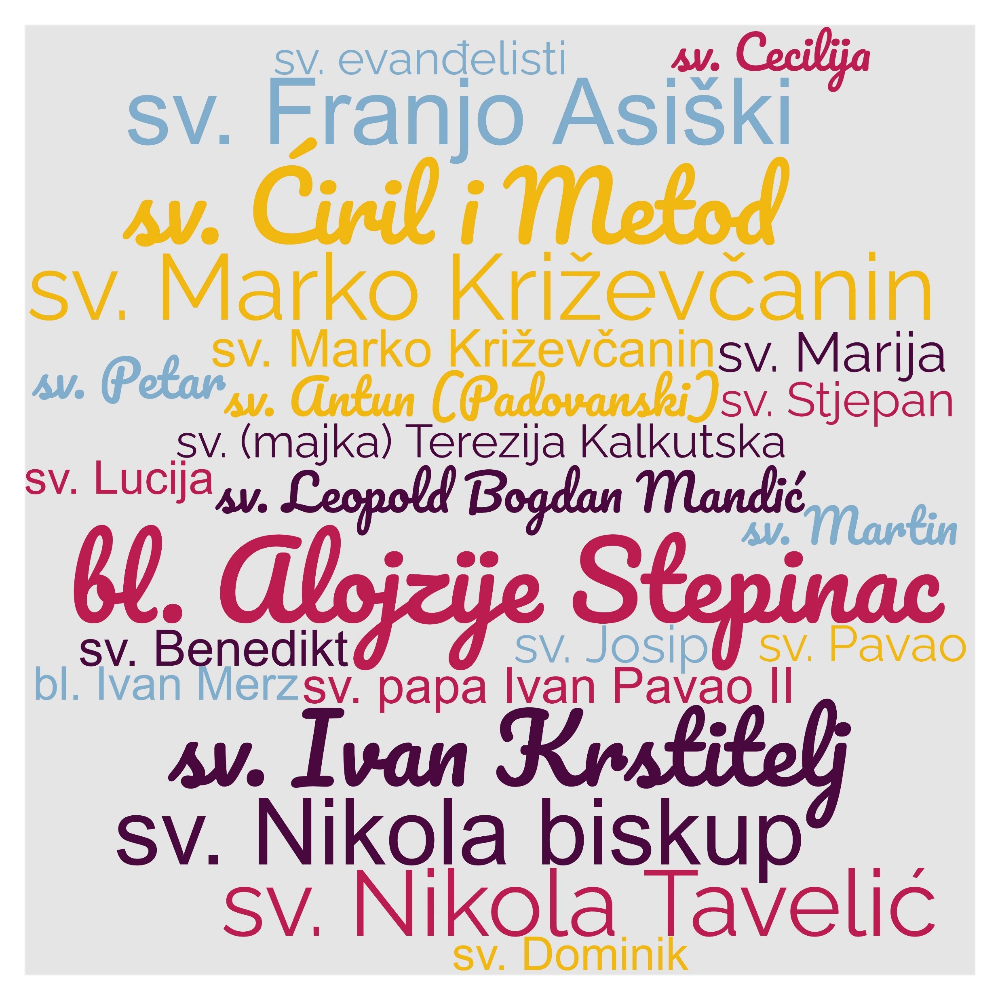 sv. evanđelisti
sv. Cecilija
sv. Franjo Asiški
sv. Ćiril i Metod
sv. Marko Križevčanin
sv. Marko Križevčanin
sv. Marija
sv. Petar
sv. Antun (Padovanski)
sv. Stjepan
sv. (majka) Terezija Kalkutska
sv. Lucija
sv. Leopold Bogdan Mandić
sv. Martin
bl. Alojzije Stepinac
sv. Benedikt
sv. Josip
sv. Pavao
bl. Ivan Merz
sv. papa Ivan Pavao II
sv. Ivan Krstitelj
sv. Nikola biskup
sv. Nikola Tavelić
sv. Dominik